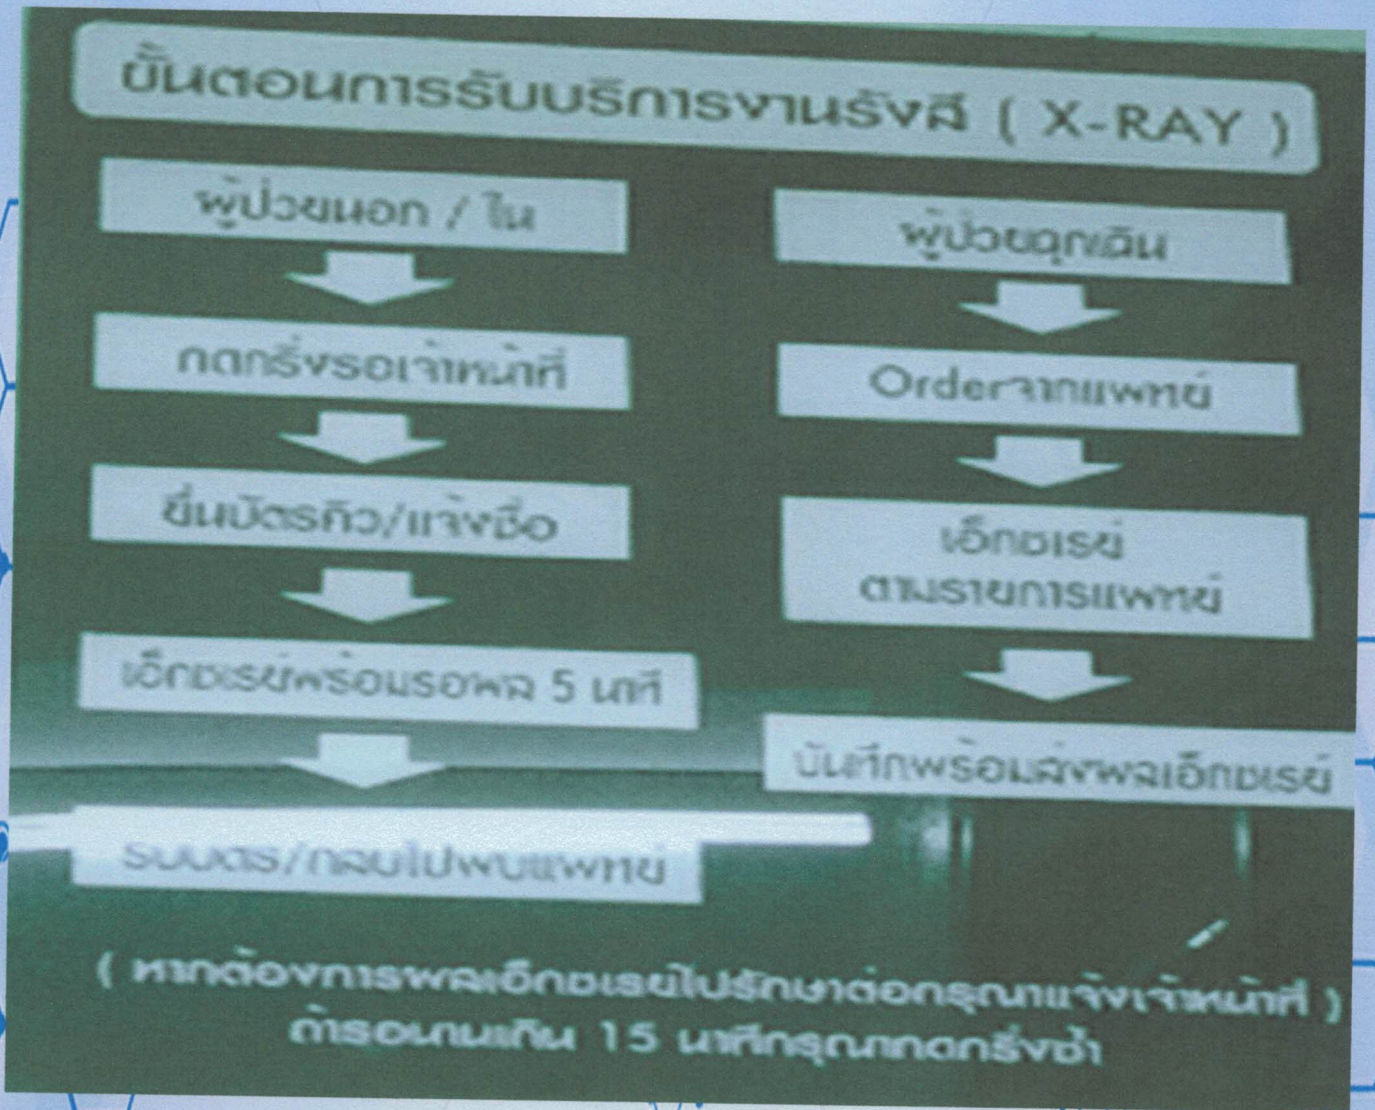 ขั้นตอนการรับบริการงานรังสี ( X-RAY )
ผู้ป่วยนอก / ใน
กดกริ่งรอเจ้าหน้าที่
ยื่นบัตรคิว/แจ้งชื่อ
เอ็กซเรย์พร้อมรอผล 5 นาที
รับบัตร/กลับไปพบแพทย์
ผู้ป่วยฉุกเฉิน
Orderจากแพทย์
เอ็กซเรย์
ตามรายการแพทย์
บันทึกพร้อมส่งผลเอ็กซเรย์
( หากต้องการผลเอ็กซเรย์ไปรักษาต่อกรุณาแจ้งเจ้าหน้าที่ )
ถ้ารอนานเกิน 15 นาทีกรุณากดกริ่งซ้ำ